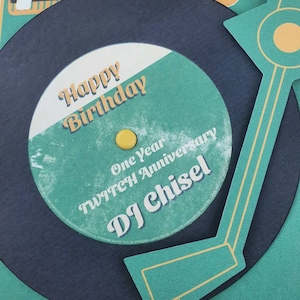 Happy
Birthday
One Year
TWITCH Anniversary
DJ Chisel